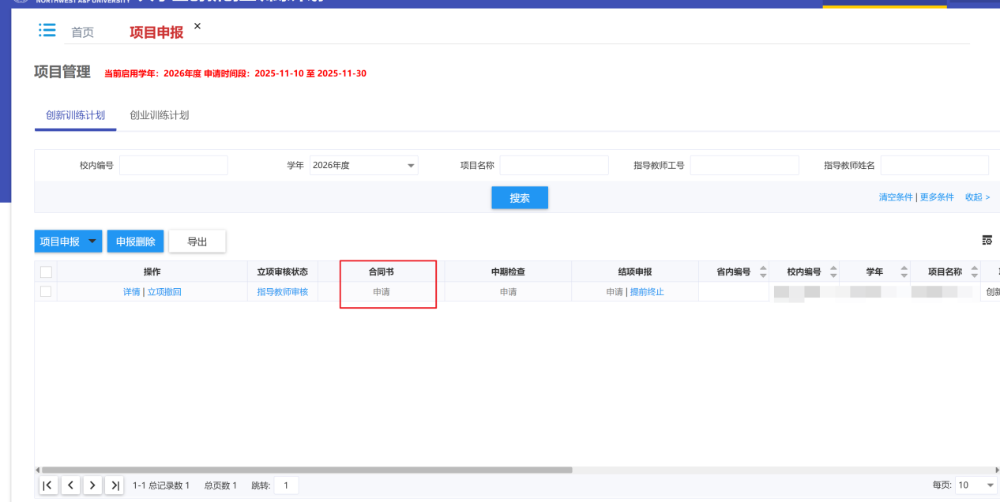 NORTHWEST A&F UNIVERSITY
首页 项目申报 ×
项目管理 当前启用学年：2026年度 申请时间段：2025-11-10 至 2025-11-30
创新训练计划 创业训练计划
校内编号 学年 2026年度 项目名称 指导教师工号 指导教师姓名
搜索 清空条件 | 更多条件 收起 >
项目申报 申报删除 导出
操作 立项审核状态 合同书 中期检查 结项申报 省内编号 校内编号 学年 项目名称
详情 | 立项撤回 指导教师审核 申请 申请 申请 | 提前终止 创新
1-1 总记录数 1 总页数 1 跳转: 1 每页: 10